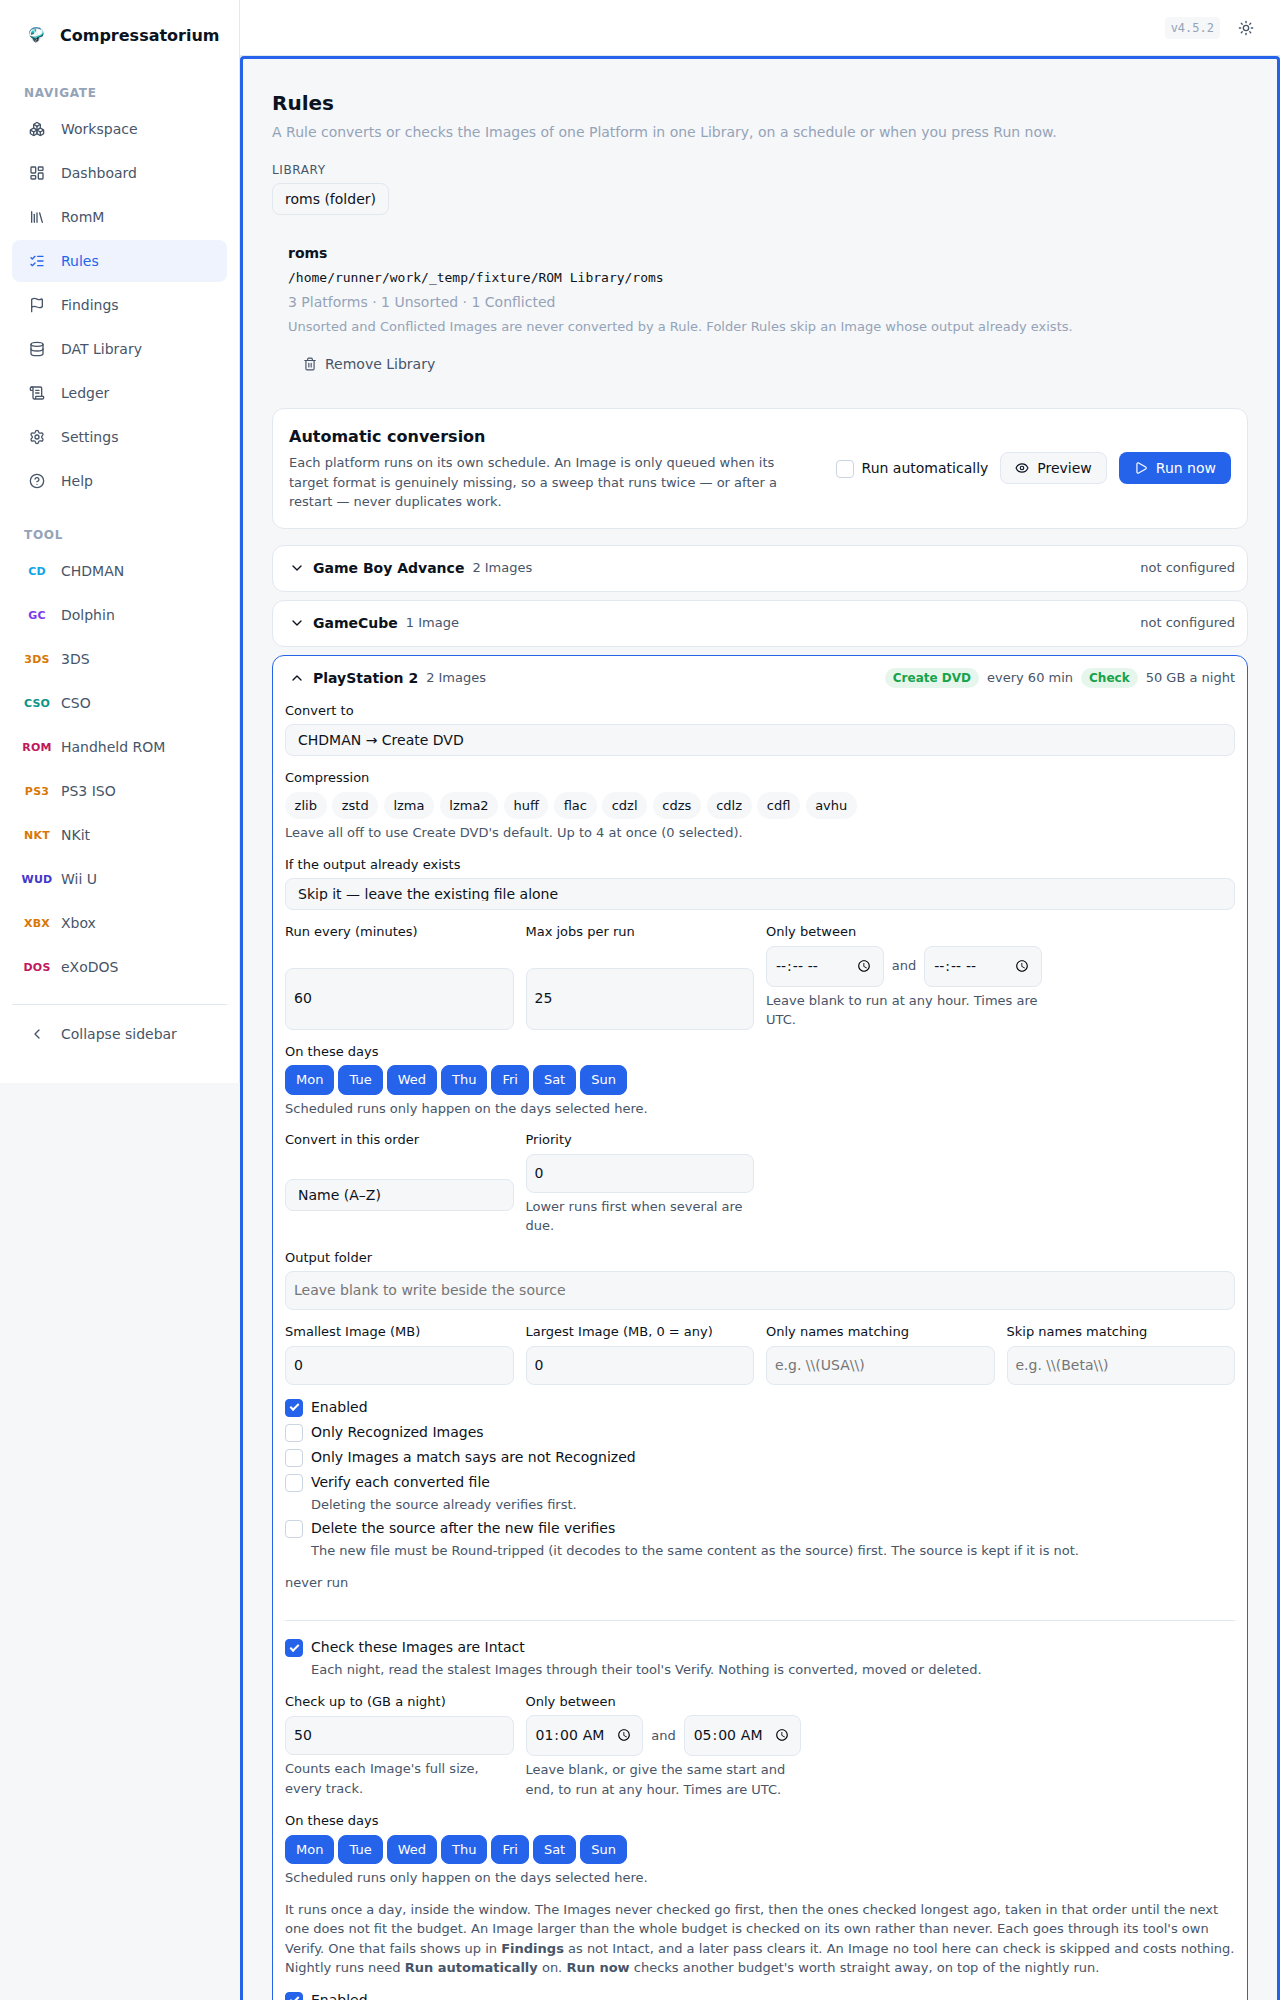 Compressatorium
v4.5.2
NAVIGATE
Workspace
Dashboard
RomM
Rules
Findings
DAT Library
Ledger
Settings
Help
TOOL
CD CHDMAN
GC Dolphin
3DS 3DS
CSO CSO
ROM Handheld ROM
PS3 PS3 ISO
NKT NKit
WUD Wii U
XBX Xbox
DOS eXoDOS
Collapse sidebar
Rules
A Rule converts or checks the Images of one Platform in one Library, on a schedule or when you press Run now.
LIBRARY
roms (folder)
roms
/home/runner/work/_temp/fixture/ROM Library/roms
3 Platforms · 1 Unsorted · 1 Conflicted
Unsorted and Conflicted Images are never converted by a Rule. Folder Rules skip an Image whose output already exists.
Remove Library
Automatic conversion
Each platform runs on its own schedule. An Image is only queued when its
target format is genuinely missing, so a sweep that runs twice — or after a
restart — never duplicates work.
Run automatically
Preview
Run now
Game Boy Advance 2 Images not configured
GameCube 1 Image not configured
PlayStation 2 2 Images Create DVD every 60 min Check 50 GB a night
Convert to
CHDMAN → Create DVD
Compression
zlib zstd lzma lzma2 huff flac cdzl cdzs cdlz cdfl avhu
Leave all off to use Create DVD's default. Up to 4 at once (0 selected).
If the output already exists
Skip it — leave the existing file alone
Run every (minutes) Max jobs per run Only between
60 25 --:-- -- and --:-- --
Leave blank to run at any hour. Times are
UTC.
On these days
Mon Tue Wed Thu Fri Sat Sun
Scheduled runs only happen on the days selected here.
Convert in this order Priority
Name (A–Z) 0
Lower runs first when several are
due.
Output folder
Leave blank to write beside the source
Smallest Image (MB) Largest Image (MB, 0 = any) Only names matching Skip names matching
0 0 e.g. \\(USA\\) e.g. \\(Beta\\)
Enabled
Only Recognized Images
Only Images a match says are not Recognized
Verify each converted file
Deleting the source already verifies first.
Delete the source after the new file verifies
The new file must be Round-tripped (it decodes to the same content as the source) first. The source is kept if it is not.
never run
Check these Images are Intact
Each night, read the stalest Images through their tool's Verify. Nothing is converted, moved or deleted.
Check up to (GB a night) Only between
50 01:00 AM and 05:00 AM
Counts each Image's full size,
every track.
Leave blank, or give the same start and
end, to run at any hour. Times are UTC.
On these days
Mon Tue Wed Thu Fri Sat Sun
Scheduled runs only happen on the days selected here.
It runs once a day, inside the window. The Images never checked go first, then the ones checked longest ago, taken in that order until the next
one does not fit the budget. An Image larger than the whole budget is checked on its own rather than never. Each goes through its tool's own
Verify. One that fails shows up in Findings as not Intact, and a later pass clears it. An Image no tool here can check is skipped and costs nothing.
Nightly runs need Run automatically on. Run now checks another budget's worth straight away, on top of the nightly run.
Enabled